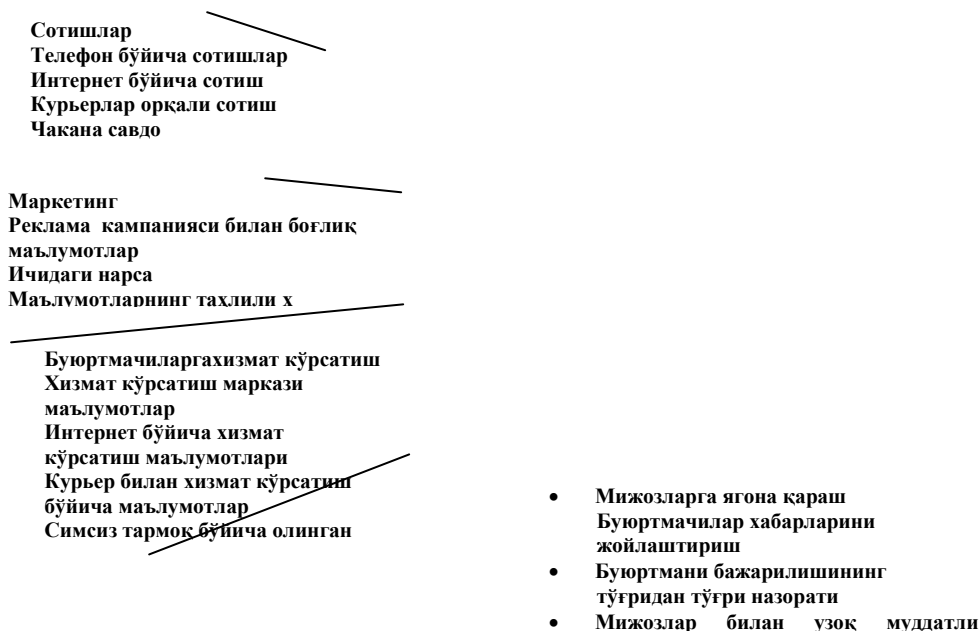 Сотишлар
Телефон бўйича сотишлар
Интернет бўйича сотиш
Курьерлар орқали сотиш
Чакана савдо
Маркетинг
Реклама кампанияси билан боғлиқ
маълумотлар
Ичидаги нарса
Маълумотларнинг таҳлили х
Буюртмачиларгахизмат кўрсатиш
Хизмат кўрсатиш маркази
маълумотлар
Интернет бўйича хизмат
кўрсатиш маълумотлари
Курьер билан хизмат кўрсатиш
бўйича маълумотлар
Симсиз тармоқ бўйича олинган
• Мижозларга ягона қараш
Буюртмачилар хабарларини
жойлаштириш
• Буюртмани бажарилишининг
тўғридан тўғри назорати
• Мижозлар билан узоқ муддатли